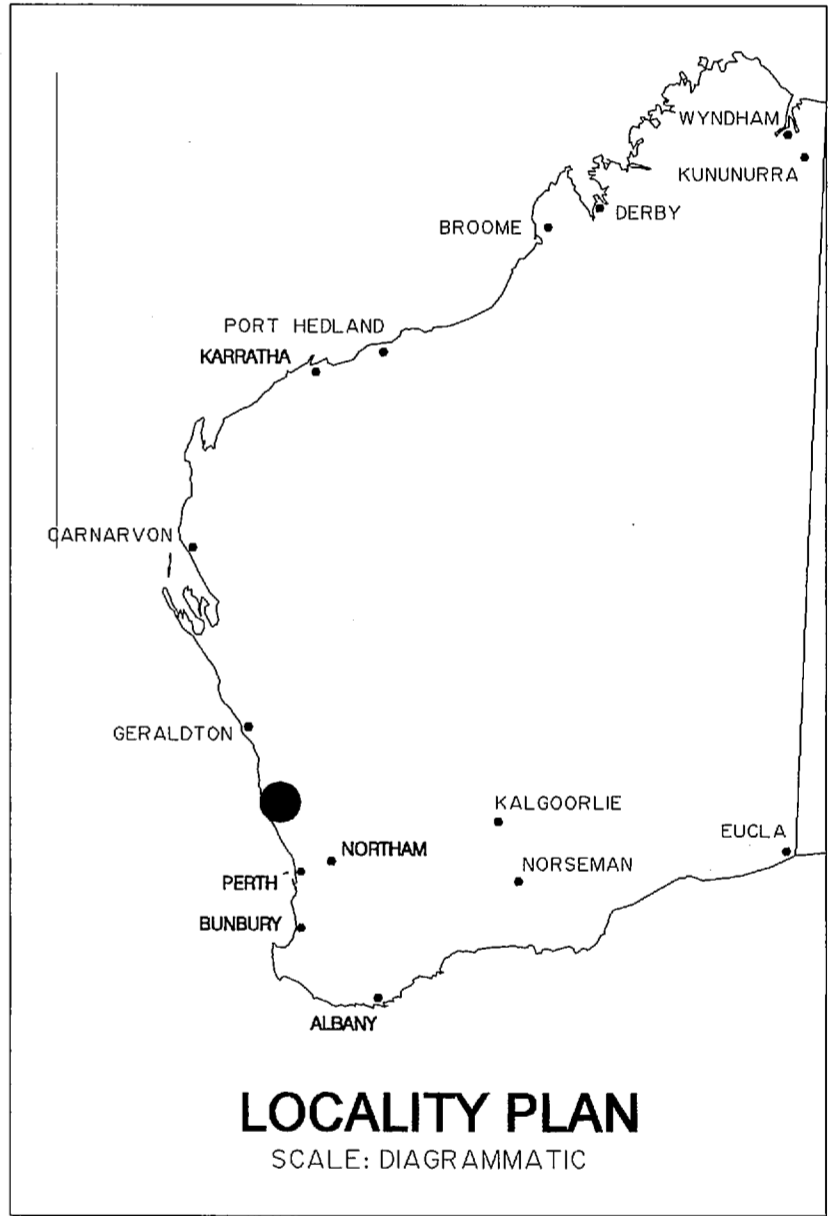 WYNDHAM
KUNUNURRA
DERBY
BROOME
PORT HEDLAND
KARRATHA
CARNARVON
GERALDTON
KALGOORLIE
EUCLA
NORTHAM
NORSEMAN
PERTH
BUNBURY
ALBANY
LOCALITY PLAN
SCALE: DIAGRAMMATIC